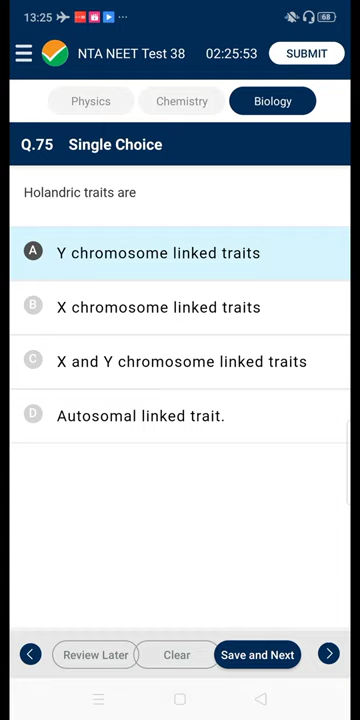 13:25
68
NTA NEET Test 38 02:25:53 SUBMIT
Physics Chemistry Biology
Q.75 Single Choice
Holandric traits are
A Y chromosome linked traits
B X chromosome linked traits
C X and Y chromosome linked traits
D Autosomal linked trait.
Review Later Clear Save and Next